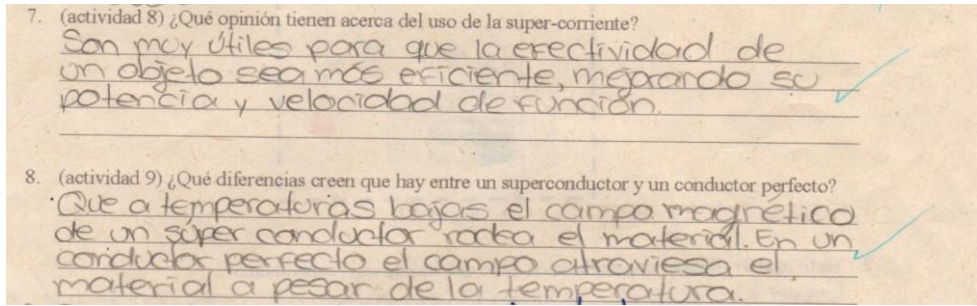 7. (actividad 8) ¿Qué opinión tienen acerca del uso de la super-corriente?
Son muy útiles para que la efectividad de
un objeto sea más eficiente, mejorando su
potencia y velocidad de función.
8. (actividad 9) ¿Qué diferencias creen que hay entre un superconductor y un conductor perfecto?
Que a temperaturas bajas el campo magnético
de un súper conductor rodea el material. En un
conductor perfecto el campo atraviesa el
material a pesar de la temperatura.